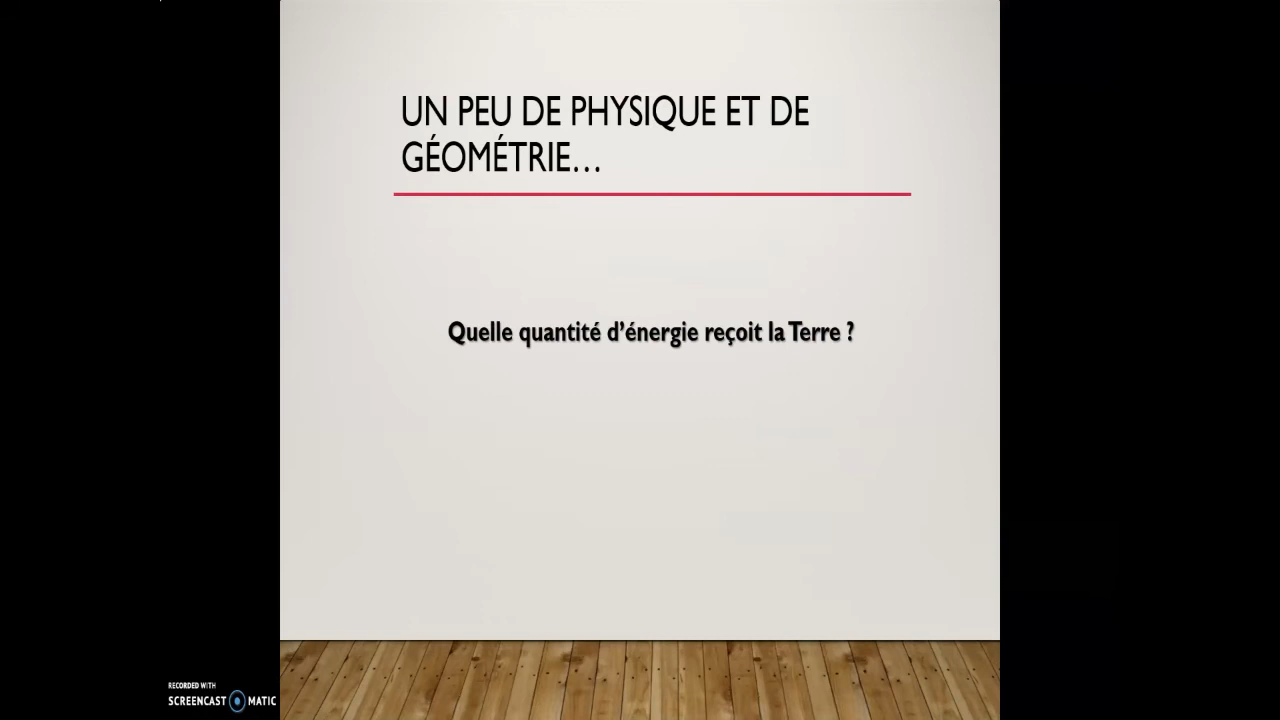 UN PEU DE PHYSIQUE ET DE
GÉOMÉTRIE…
Quelle quantité d’énergie reçoit la Terre ?
RECORDED WITH
SCREENCAST MATIC